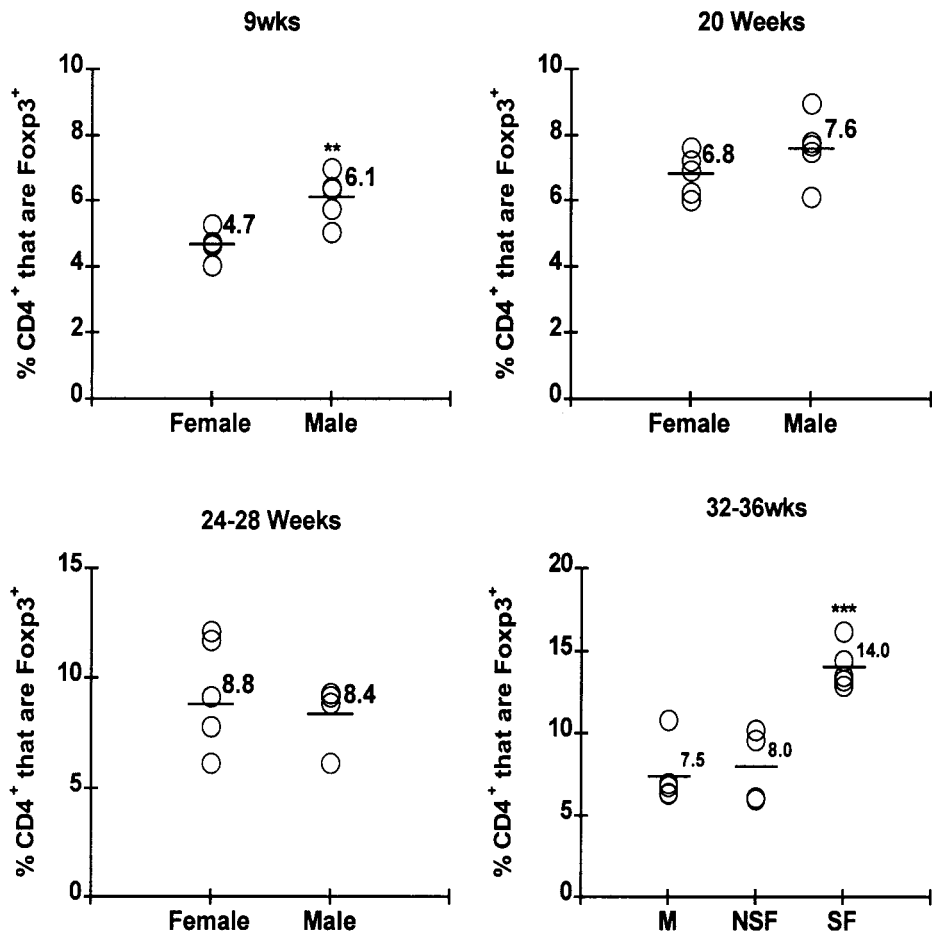 9wks
% CD4+ that are Foxp3+
10
8
6
4
2
0
4.7
**
6.1
Female
Male
20 Weeks
% CD4+ that are Foxp3+
10
8
6
4
2
0
6.8
7.6
Female
Male
24-28 Weeks
% CD4+ that are Foxp3+
15
10
5
0
8.8
8.4
Female
Male
32-36wks
% CD4+ that are Foxp3+
20
15
10
5
0
7.5
8.0
***
14.0
M
NSF
SF